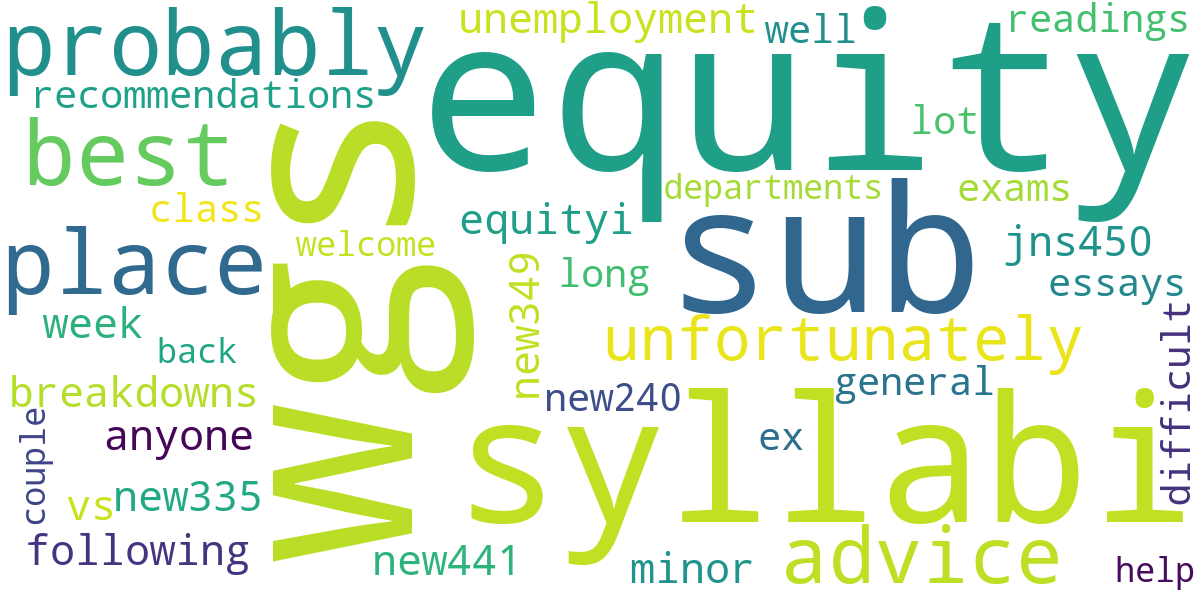 probably
unemployment
equity
well
readings
recommendations
best
wgs
lot
departments
exams
class
equityi
sub
welcome
jns450
place
long
essays
new349
week
unfortunately
difficult
back
general
breakdowns
new240
syllabi
couple
anyone
ex
vs
new335
following
new441
minor
advice
help